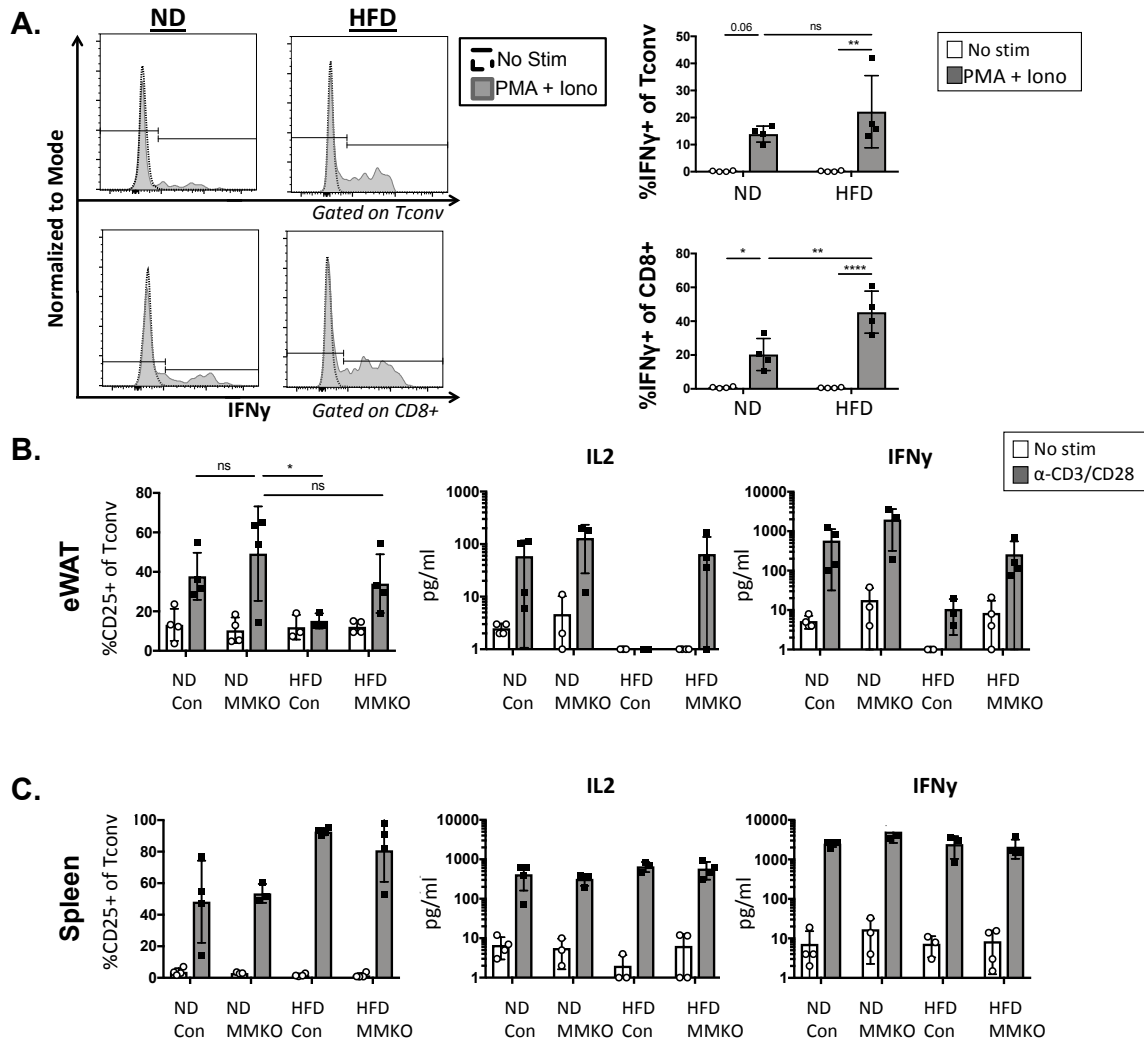 A.
ND
HFD
No Stim
PMA + Iono
Normalized to Mode
Gated on Tconv
IFNy
Gated on CD8+
%IFNγ+ of Tconv
50
40
30
20
10
0
0.06
ns
**
ND
HFD
No stim
PMA + Iono
%IFNγ+ of CD8+
80
60
40
20
0
*
**
****
ND
HFD
B.
No stim
α-CD3/CD28
eWAT
%CD25+ of Tconv
80
60
40
20
0
ns
*
ns
ND Con
ND MMKO
HFD Con
HFD MMKO
IL2
pg/ml
1000
100
10
1
ND Con
ND MMKO
HFD Con
HFD MMKO
IFNy
pg/ml
10000
1000
100
10
1
ND Con
ND MMKO
HFD Con
HFD MMKO
C.
Spleen
%CD25+ of Tconv
100
80
60
40
20
0
ND Con
ND MMKO
HFD Con
HFD MMKO
IL2
pg/ml
10000
1000
100
10
1
ND Con
ND MMKO
HFD Con
HFD MMKO
IFNy
pg/ml
10000
1000
100
10
1
ND Con
ND MMKO
HFD Con
HFD MMKO